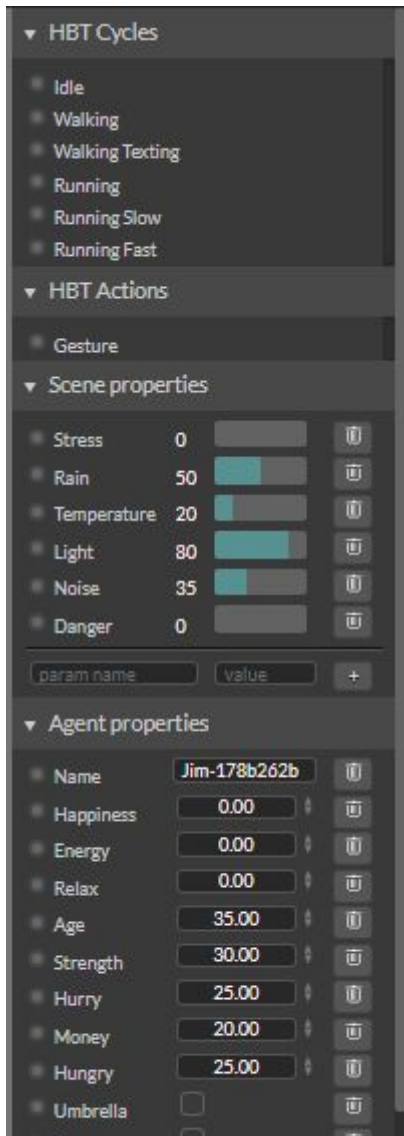 HBT Cycles
Idle
Walking
Walking Texting
Running
Running Slow
Running Fast
HBT Actions
Gesture
Scene properties
Stress 0
Rain 50
Temperature 20
Light 80
Noise 35
Danger 0
param name value +
Agent properties
Name Jim-178b262b
Happiness 0.00
Energy 0.00
Relax 0.00
Age 35.00
Strength 30.00
Hurry 25.00
Money 20.00
Hungry 25.00
Umbrella